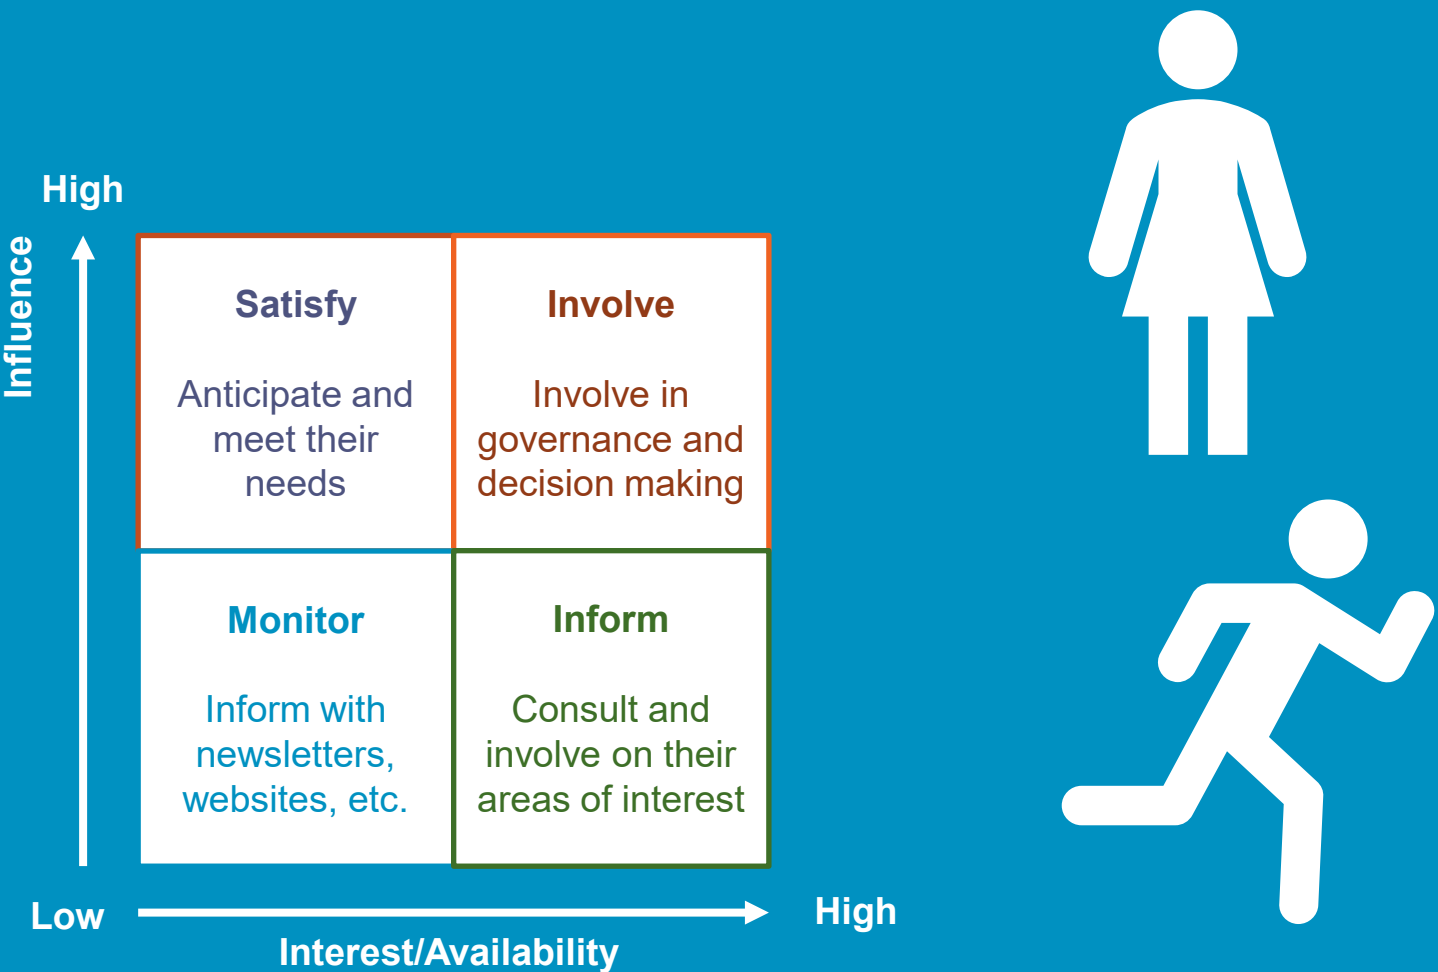 High
Influence
Satisfy
Anticipate and
meet their
needs
Involve
Involve in
governance and
decision making
Monitor
Inform with
newsletters,
websites, etc.
Inform
Consult and
involve on their
areas of interest
Low
High
Interest/Availability